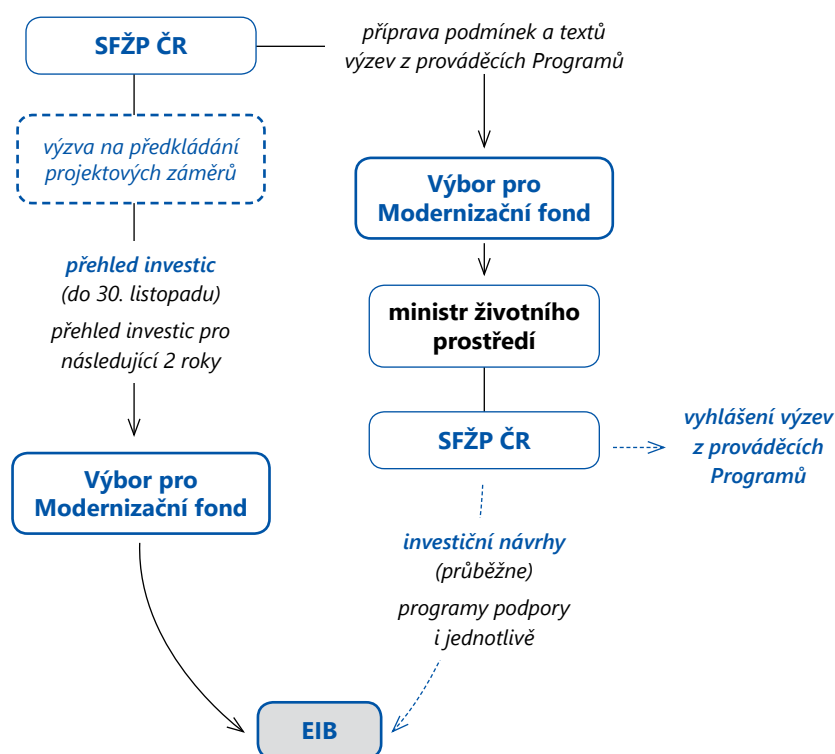 SFŽP ČR
příprava podmínek a textů
výzev z prováděcích Programů
výzva na předkládání
projektových záměrů
přehled investic
(do 30. listopadu)
přehled investic pro
následující 2 roky
Výbor pro
Modernizační fond
Výbor pro
Modernizační fond
ministr životního
prostředí
SFŽP ČR
vyhlášení výzev
z prováděcích
Programů
investiční návrhy
(průběžne)
programy podpory
i jednotlivě
EIB